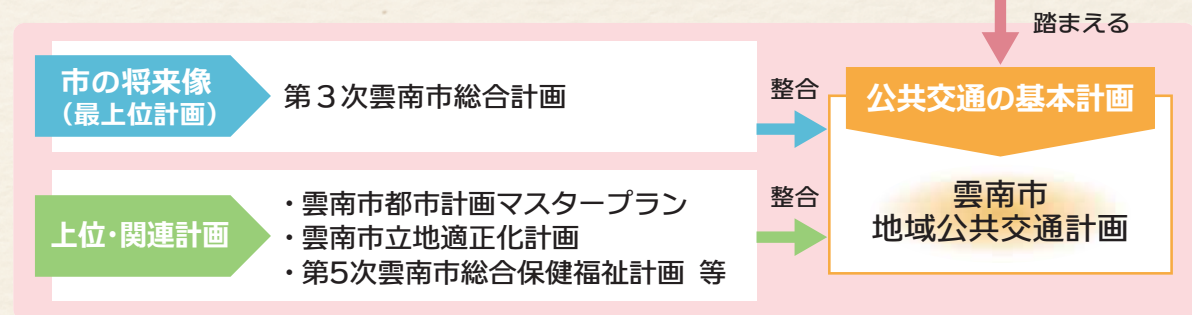 踏まえる
市の将来像
（最上位計画）
第３次雲南市総合計画
整合
公共交通の基本計画
上位・関連計画
・雲南市都市計画マスタープラン
・雲南市立地適正化計画
・第5次雲南市総合保健福祉計画 等
整合
雲南市
地域公共交通計画